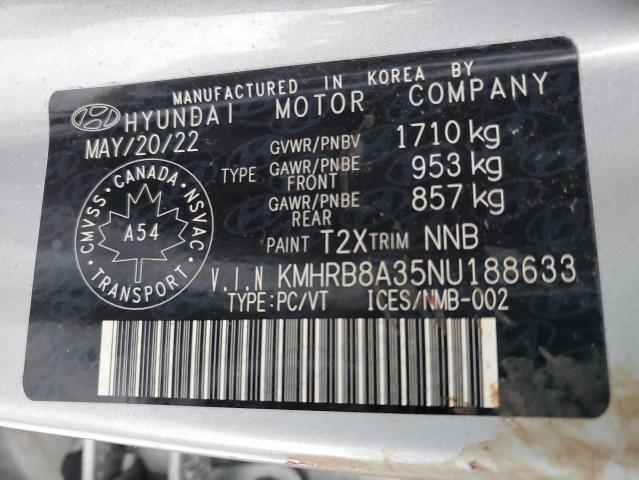 MANUFACTURED IN KOREA BY
HYUNDAI MOTOR COMPANY
MAY/20/22
GVWR/PNBV 1710 kg
TYPE GAWR/PNBE FRONT 953 kg
GAWR/PNBE REAR 857 kg
CANADA
CMVSS NSVAC
A54
TRANSPORT
PAINT T2X TRIM NNB
V.I.N KMHRB8A35NU188633
TYPE:PC/VT ICES/NMB-002